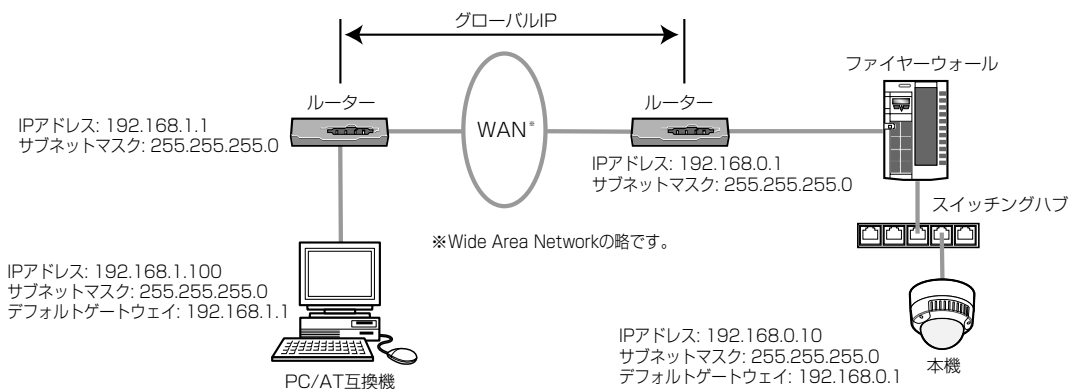 グローバルIP
ファイヤーウォール
ルーター
ルーター
IPアドレス: 192.168.1.1
サブネットマスク: 255.255.255.0
WAN※
IPアドレス: 192.168.0.1
サブネットマスク: 255.255.255.0
スイッチングハブ
※Wide Area Networkの略です。
IPアドレス: 192.168.1.100
サブネットマスク: 255.255.255.0
デフォルトゲートウェイ: 192.168.1.1
PC/AT互換機
IPアドレス: 192.168.0.10
サブネットマスク: 255.255.255.0
デフォルトゲートウェイ: 192.168.0.1
本機